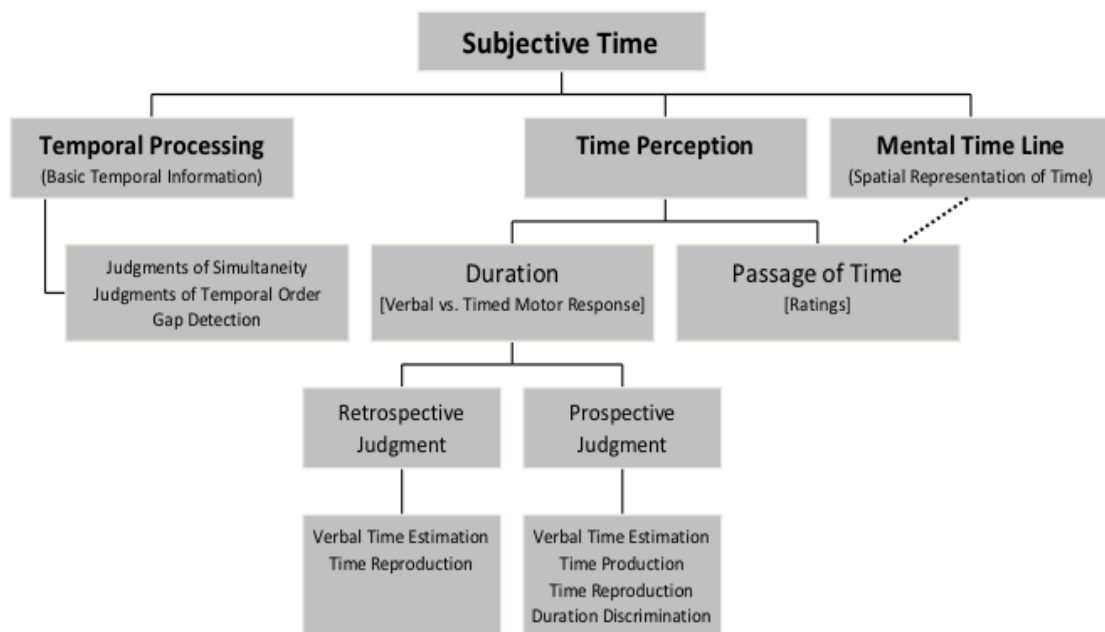 Subjective Time
Temporal Processing
(Basic Temporal Information)
Time Perception
Mental Time Line
(Spatial Representation of Time)
Judgments of Simultaneity
Judgments of Temporal Order
Gap Detection
Duration
[Verbal vs. Timed Motor Response]
Passage of Time
[Ratings]
Retrospective
Judgment
Prospective
Judgment
Verbal Time Estimation
Time Reproduction
Verbal Time Estimation
Time Production
Time Reproduction
Duration Discrimination